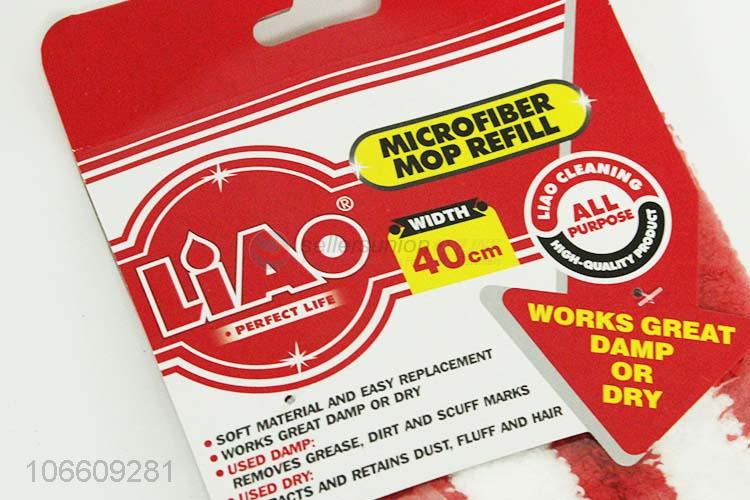 MICROFIBER
MOP REFILL
LiAO®
• PERFECT LIFE
WIDTH
40cm
LIAO CLEANING
ALL
PURPOSE
HIGH-QUALITY PRODUCT
WORKS GREAT
DAMP
OR
DRY
• SOFT MATERIAL AND EASY REPLACEMENT
• WORKS GREAT DAMP OR DRY
• USED DAMP:
REMOVES GREASE, DIRT AND SCUFF MARKS
• USED DRY:
ACTS AND RETAINS DUST, FLUFF AND HAIR
sellersunion
106609281